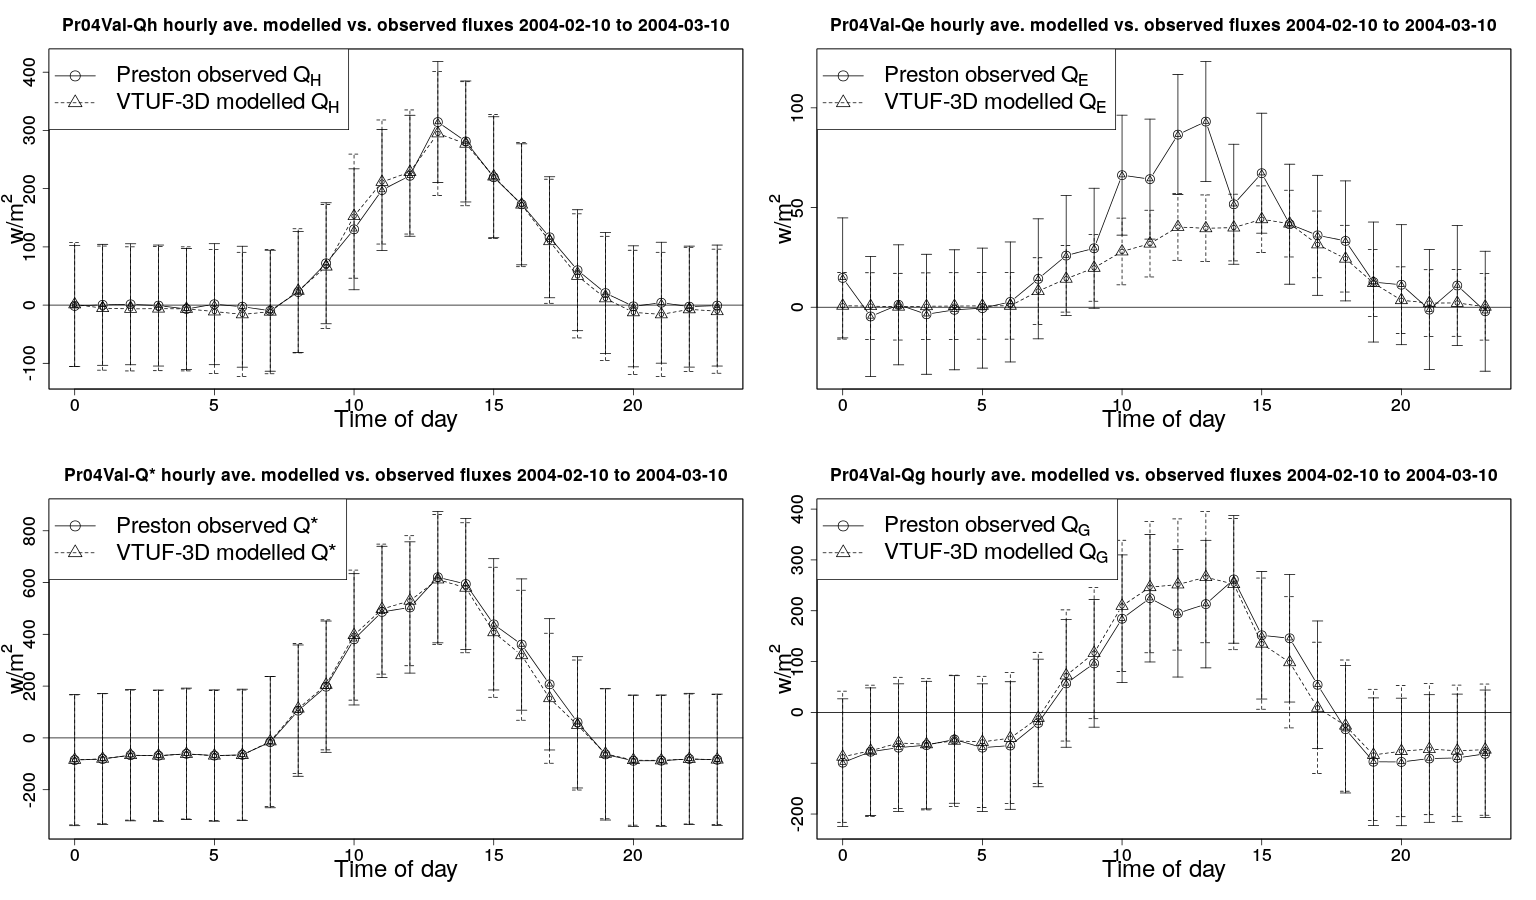 Pr04Val-Qh hourly ave. modelled vs. observed fluxes 2004-02-10 to 2004-03-10
Preston observed QH
VTUF-3D modelled QH
w/m2
400
300
200
100
0
-100
0 5 10 15 20
Time of day
Pr04Val-Qe hourly ave. modelled vs. observed fluxes 2004-02-10 to 2004-03-10
Preston observed QE
VTUF-3D modelled QE
w/m2
100
50
0
0 5 10 15 20
Time of day
Pr04Val-Q* hourly ave. modelled vs. observed fluxes 2004-02-10 to 2004-03-10
Preston observed Q*
VTUF-3D modelled Q*
w/m2
800
600
400
200
0
-200
0 5 10 15 20
Time of day
Pr04Val-Qg hourly ave. modelled vs. observed fluxes 2004-02-10 to 2004-03-10
Preston observed QG
VTUF-3D modelled QG
w/m2
400
300
200
100
0
-200
0 5 10 15 20
Time of day